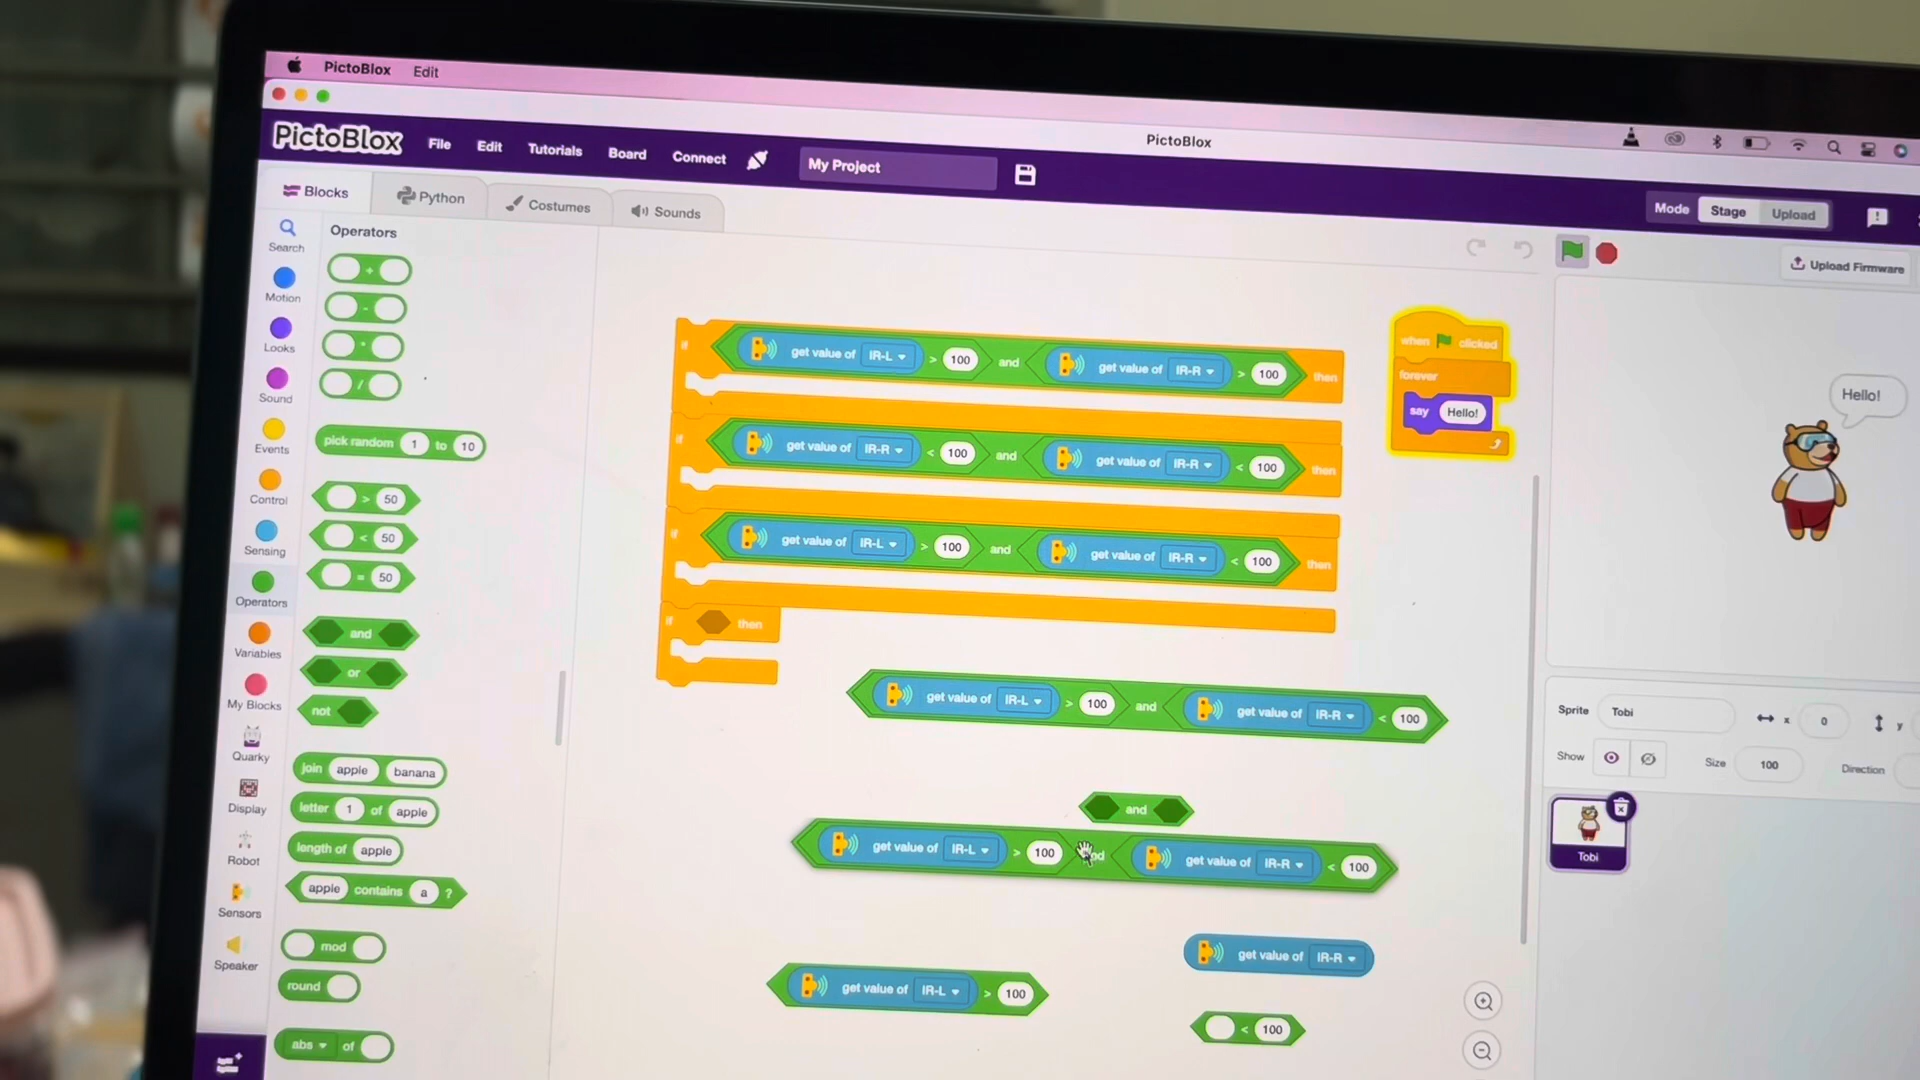 PictoBlox Edit
PictoBlox
PictoBlox File Edit Tutorials Board Connect My Project
Mode Stage Upload
Blocks Python Costumes Sounds
Upload Firmware
Search
Motion
Looks
Sound
Events
Control
Sensing
Operators
Variables
My Blocks
Quarky
Display
Robot
Sensors
Speaker
Operators
+
-
*
/
pick random 1 to 10
> 50
< 50
= 50
and
or
not
join apple banana
letter 1 of apple
length of apple
apple contains a ?
mod
round
abs of
if get value of IR-L > 100 and get value of IR-R > 100 then
if get value of IR-R < 100 and get value of IR-R < 100 then
if get value of IR-L > 100 and get value of IR-R < 100 then
if then
get value of IR-L > 100 and get value of IR-R < 100
and
get value of IR-L > 100 get value of IR-R < 100
get value of IR-R
get value of IR-L > 100
< 100
when clicked
forever
say Hello!
Hello!
Sprite Tobi x 0 y
Show Size 100 Direction
Tobi